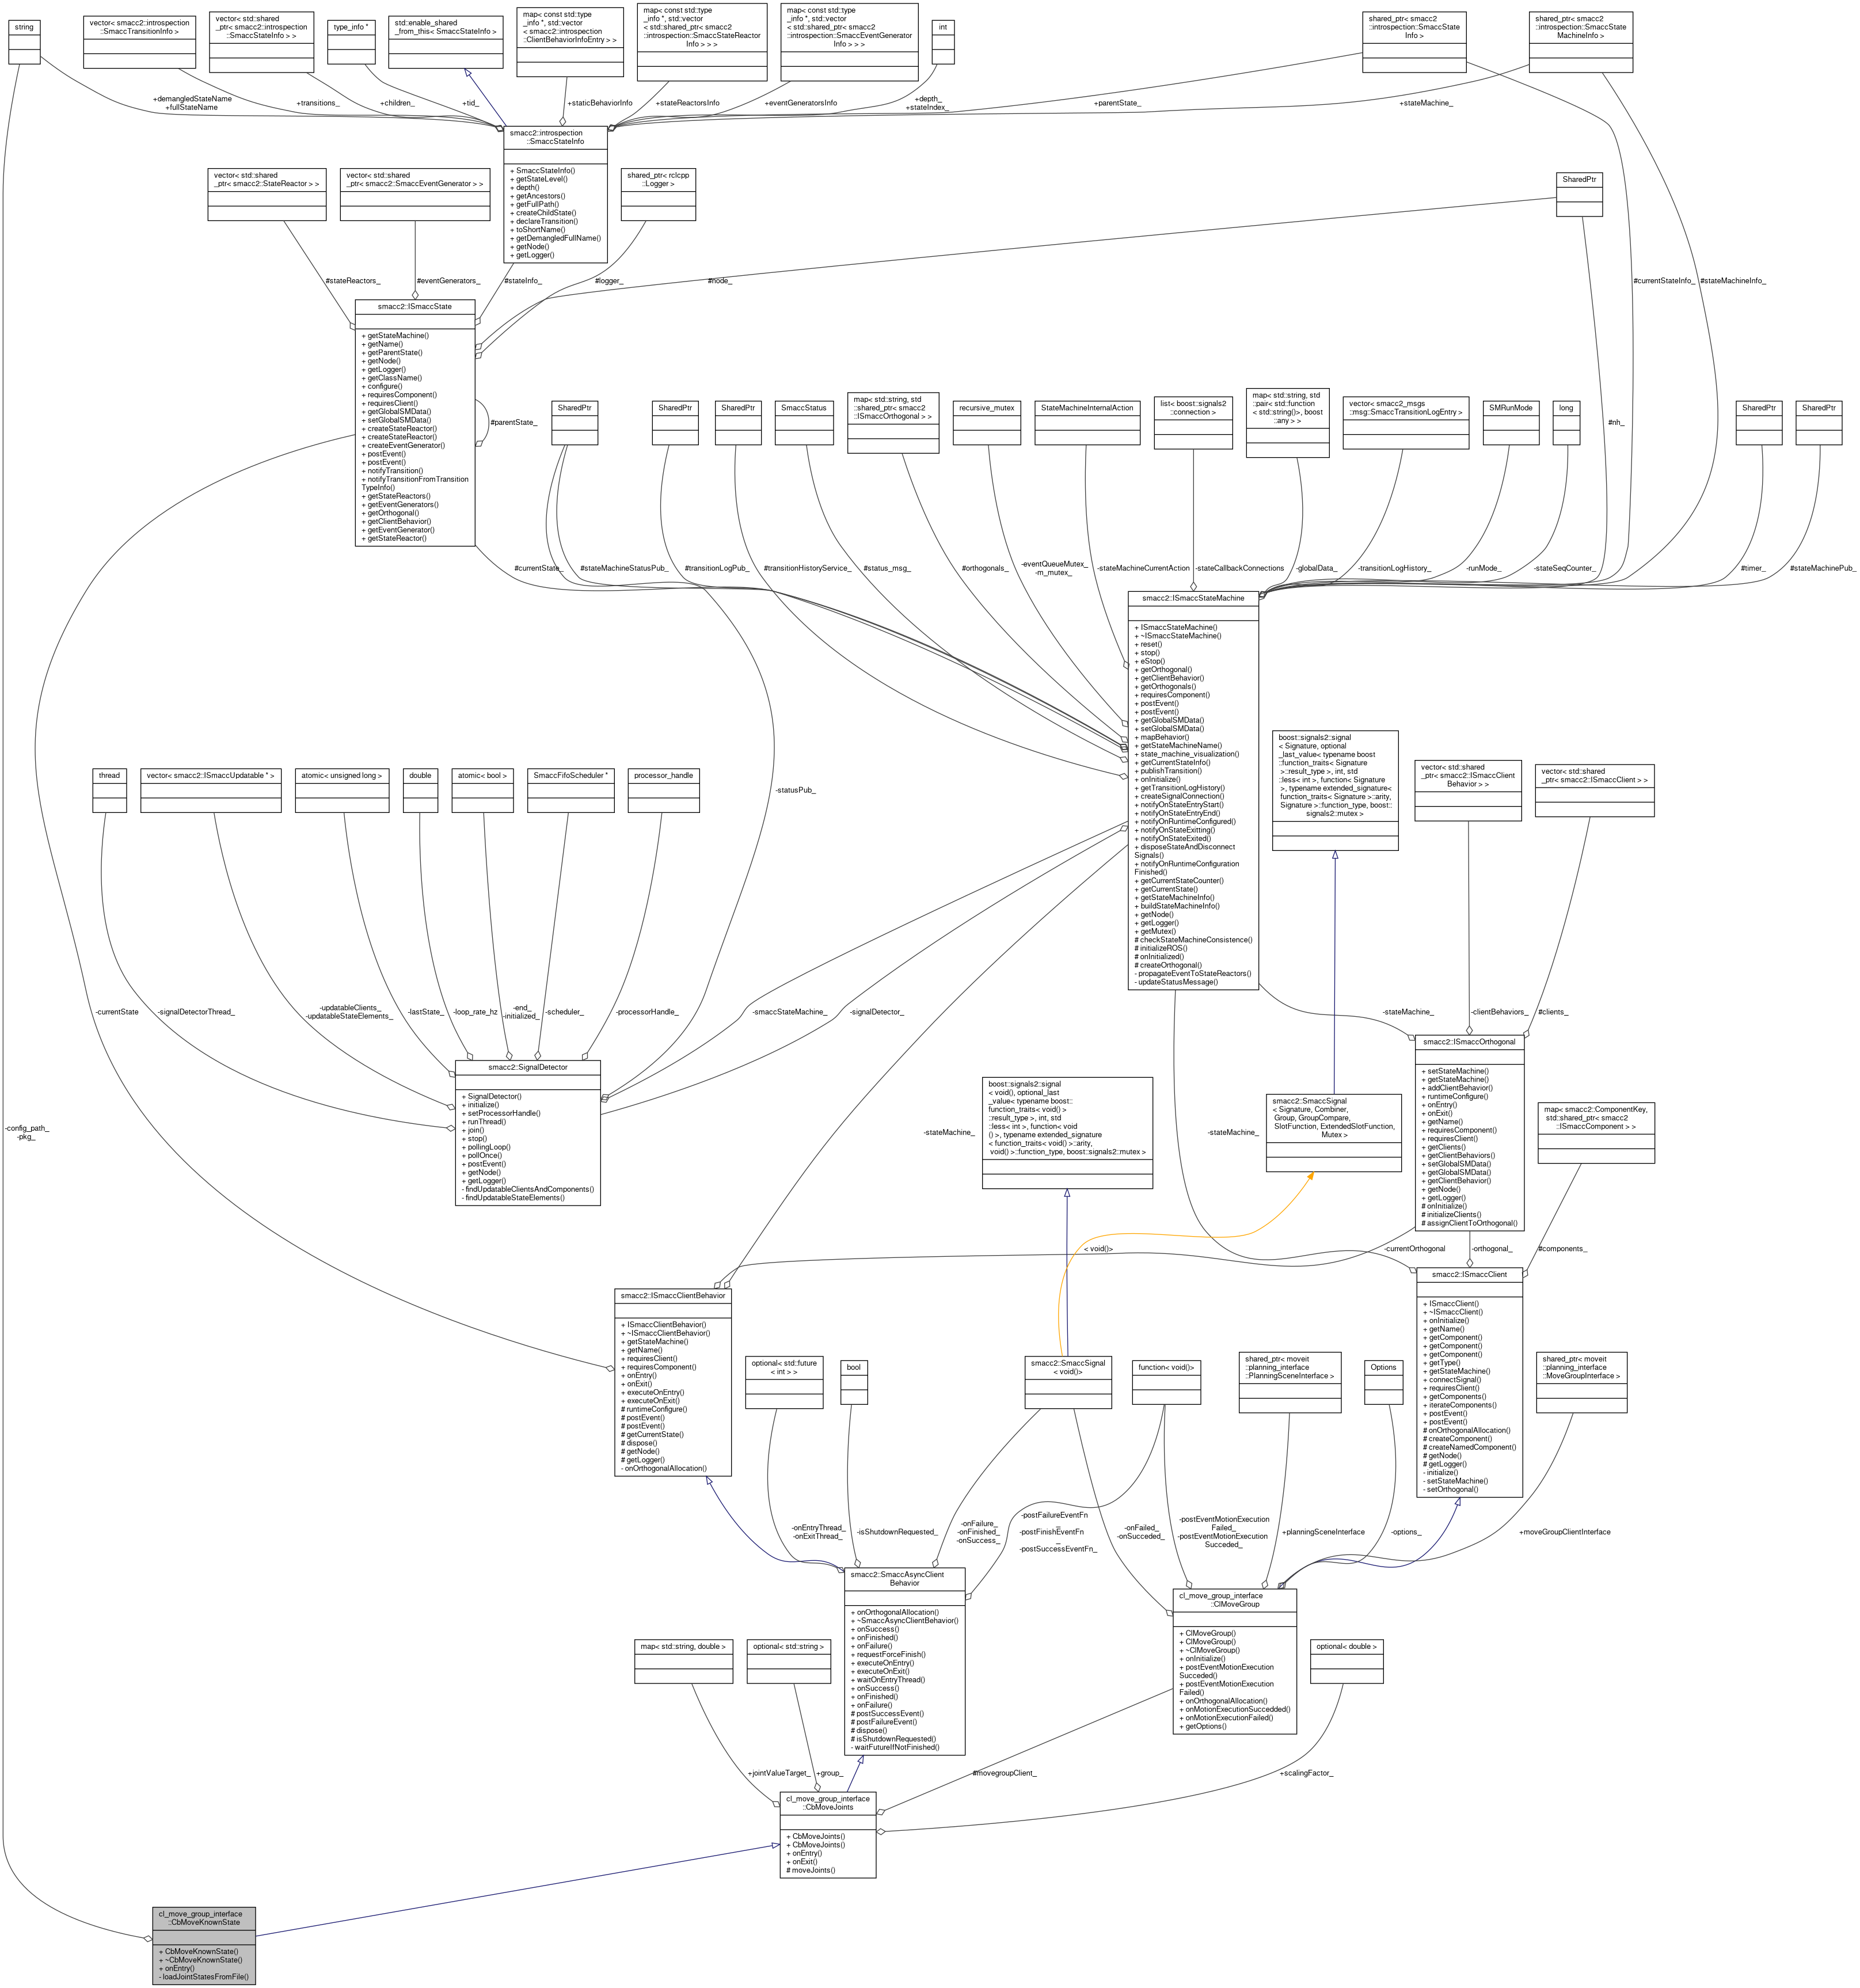 string
vector< smacc2::introspection
::SmaccTransitionInfo >
vector< std::shared
_ptr< smacc2::introspection
::SmaccStateInfo > >
type_info *
std::enable_shared
_from_this< SmaccStateInfo >
map< const std::type
_info *, std::vector
< smacc2::introspection
::ClientBehaviorInfoEntry > >
map< const std::type
_info *, std::vector
< std::shared_ptr< smacc2
::introspection::SmaccStateReactor
Info > > >
map< const std::type
_info *, std::vector
< std::shared_ptr< smacc2
::introspection::SmaccEventGenerator
Info > > >
int
shared_ptr< smacc2
::introspection::SmaccState
Info >
shared_ptr< smacc2
::introspection::SmaccState
MachineInfo >
+demangledStateName
+fullStateName
+transitions_
+children_
+tid_
+staticBehaviorInfo
+stateReactorsInfo
+eventGeneratorsInfo
+depth_
+stateIndex_
+parentState_
+stateMachine_
smacc2::introspection
::SmaccStateInfo
+ SmaccStateInfo()
+ getStateLevel()
+ depth()
+ getAncestors()
+ getFullPath()
+ createChildState()
+ declareTransition()
+ toShortName()
+ getDemangledFullName()
+ getNode()
+ getLogger()
vector< std::shared
_ptr< smacc2::StateReactor > >
vector< std::shared
_ptr< smacc2::SmaccEventGenerator > >
shared_ptr< rclcpp
::Logger >
SharedPtr
#stateReactors_
#eventGenerators_
#stateInfo_
#logger_
#node_
#currentStateInfo_
#stateMachineInfo_
smacc2::ISmaccState
+ getStateMachine()
+ getName()
+ getParentState()
+ getNode()
+ getLogger()
+ getClassName()
+ configure()
+ requiresComponent()
+ requiresClient()
+ getGlobalSMData()
+ setGlobalSMData()
+ createStateReactor()
+ createStateReactor()
+ createEventGenerator()
+ postEvent()
+ postEvent()
+ notifyTransition()
+ notifyTransitionFromTransition
TypeInfo()
+ getStateReactors()
+ getEventGenerators()
+ getOrthogonal()
+ getClientBehavior()
+ getEventGenerator()
+ getStateReactor()
#parentState_
SharedPtr
SharedPtr
SharedPtr
SmaccStatus
map< std::string, std
::shared_ptr< smacc2
::ISmaccOrthogonal > >
recursive_mutex
StateMachineInternalAction
list< boost::signals2
::connection >
map< std::string, std
::pair< std::function
< std::string()>, boost
::any > >
vector< smacc2_msgs
::msg::SmaccTransitionLogEntry >
SMRunMode
long
#nh_
SharedPtr
SharedPtr
#currentState_
#stateMachineStatusPub_
#transitionLogPub_
#transitionHistoryService_
#status_msg_
#orthogonals_
-eventQueueMutex_
-m_mutex_
-stateMachineCurrentAction
-stateCallbackConnections
-globalData_
-transitionLogHistory_
-runMode_
-stateSeqCounter_
#timer_
#stateMachinePub_
smacc2::ISmaccStateMachine
+ ISmaccStateMachine()
+ ~ISmaccStateMachine()
+ reset()
+ stop()
+ eStop()
+ getOrthogonal()
+ getClientBehavior()
+ getOrthogonals()
+ requiresComponent()
+ postEvent()
+ postEvent()
+ getGlobalSMData()
+ setGlobalSMData()
+ mapBehavior()
+ getStateMachineName()
+ state_machine_visualization()
+ getCurrentStateInfo()
+ publishTransition()
+ onInitialize()
+ getTransitionLogHistory()
+ createSignalConnection()
+ notifyOnStateEntryStart()
+ notifyOnStateEntryEnd()
+ notifyOnRuntimeConfigured()
+ notifyOnStateExitting()
+ notifyOnStateExited()
+ disposeStateAndDisconnect
Signals()
+ notifyOnRuntimeConfiguration
Finished()
+ getCurrentStateCounter()
+ getCurrentState()
+ getStateMachineInfo()
+ buildStateMachineInfo()
+ getNode()
+ getLogger()
+ getMutex()
# checkStateMachineConsistence()
# initializeROS()
# onInitialized()
# createOrthogonal()
- propagateEventToStateReactors()
- updateStatusMessage()
boost::signals2::signal
< Signature, optional
_last_value< typename boost
::function_traits< Signature
>::result_type >, int, std
::less< int >, function< Signature
>, typename extended_signature<
function_traits< Signature >::arity,
Signature >::function_type, boost::
signals2::mutex >
vector< std::shared
_ptr< smacc2::ISmaccClient
Behavior > >
vector< std::shared
_ptr< smacc2::ISmaccClient > >
thread
vector< smacc2::ISmaccUpdatable * >
atomic< unsigned long >
double
atomic< bool >
SmaccFifoScheduler *
processor_handle
-statusPub_
-currentState
-signalDetectorThread_
-updatableClients_
-updatableStateElements_
-lastState_
-loop_rate_hz
-end_
-initialized_
-scheduler_
-processorHandle_
-smaccStateMachine_
-signalDetector_
-stateMachine_
-clientBehaviors_
#clients_
smacc2::SignalDetector
+ SignalDetector()
+ initialize()
+ setProcessorHandle()
+ runThread()
+ join()
+ stop()
+ pollingLoop()
+ pollOnce()
+ postEvent()
+ getNode()
+ getLogger()
- findUpdatableClientsAndComponents()
- findUpdatableStateElements()
smacc2::ISmaccOrthogonal
+ setStateMachine()
+ getStateMachine()
+ addClientBehavior()
+ runtimeConfigure()
+ onEntry()
+ onExit()
+ getName()
+ requiresComponent()
+ requiresClient()
+ getClients()
+ getClientBehaviors()
+ setGlobalSMData()
+ getGlobalSMData()
+ getClientBehavior()
+ getNode()
+ getLogger()
# onInitialize()
# initializeClients()
# assignClientToOrthogonal()
boost::signals2::signal
< void(), optional_last
_value< typename boost::
function_traits< void() >
::result_type >, int, std
::less< int >, function< void
() >, typename extended_signature
< function_traits< void() >::arity,
void() >::function_type, boost::signals2::mutex >
smacc2::SmaccSignal
< Signature, Combiner,
Group, GroupCompare,
SlotFunction, ExtendedSlotFunction,
Mutex >
map< smacc2::ComponentKey,
std::shared_ptr< smacc2
::ISmaccComponent > >
-config_path_
-pkg_
-stateMachine_
-stateMachine_
< void()>
-currentOrthogonal
-orthogonal_
#components_
smacc2::ISmaccClientBehavior
+ ISmaccClientBehavior()
+ ~ISmaccClientBehavior()
+ getStateMachine()
+ getName()
+ requiresClient()
+ requiresComponent()
+ onEntry()
+ onExit()
+ executeOnEntry()
+ executeOnExit()
# runtimeConfigure()
# postEvent()
# postEvent()
# getCurrentState()
# dispose()
# getNode()
# getLogger()
- onOrthogonalAllocation()
smacc2::ISmaccClient
+ ISmaccClient()
+ ~ISmaccClient()
+ onInitialize()
+ getName()
+ getComponent()
+ getComponent()
+ getComponent()
+ getType()
+ getStateMachine()
+ connectSignal()
+ requiresClient()
+ getComponents()
+ iterateComponents()
+ postEvent()
+ postEvent()
# onOrthogonalAllocation()
# createComponent()
# createNamedComponent()
# getNode()
# getLogger()
- initialize()
- setStateMachine()
- setOrthogonal()
optional< std::future
< int > >
bool
smacc2::SmaccSignal
< void()>
function< void()>
shared_ptr< moveit
::planning_interface
::PlanningSceneInterface >
Options
shared_ptr< moveit
::planning_interface
::MoveGroupInterface >
-onEntryThread_
-onExitThread_
-isShutdownRequested_
-onFailure_
-onFinished_
-onSuccess_
-postFailureEventFn
_
-postFinishEventFn
_
-postSuccessEventFn_
-onFailed_
-onSucceded_
-postEventMotionExecution
Failed_
-postEventMotionExecution
Succeded_
+planningSceneInterface
-options_
+moveGroupClientInterface
smacc2::SmaccAsyncClient
Behavior
+ onOrthogonalAllocation()
+ ~SmaccAsyncClientBehavior()
+ onSuccess()
+ onFinished()
+ onFailure()
+ requestForceFinish()
+ executeOnEntry()
+ executeOnExit()
+ waitOnEntryThread()
+ onSuccess()
+ onFinished()
+ onFailure()
# postSuccessEvent()
# postFailureEvent()
# dispose()
# isShutdownRequested()
- waitFutureIfNotFinished()
cl_move_group_interface
::ClMoveGroup
+ ClMoveGroup()
+ ClMoveGroup()
+ ~ClMoveGroup()
+ onInitialize()
+ postEventMotionExecution
Succeded()
+ postEventMotionExecution
Failed()
+ onOrthogonalAllocation()
+ onMotionExecutionSuccedded()
+ onMotionExecutionFailed()
+ getOptions()
map< std::string, double >
optional< std::string >
optional< double >
+jointValueTarget_
+group_
#movegroupClient_
+scalingFactor_
cl_move_group_interface
::CbMoveJoints
+ CbMoveJoints()
+ CbMoveJoints()
+ onEntry()
+ onExit()
# moveJoints()
cl_move_group_interface
::CbMoveKnownState
+ CbMoveKnownState()
+ ~CbMoveKnownState()
+ onEntry()
- loadJointStatesFromFile()